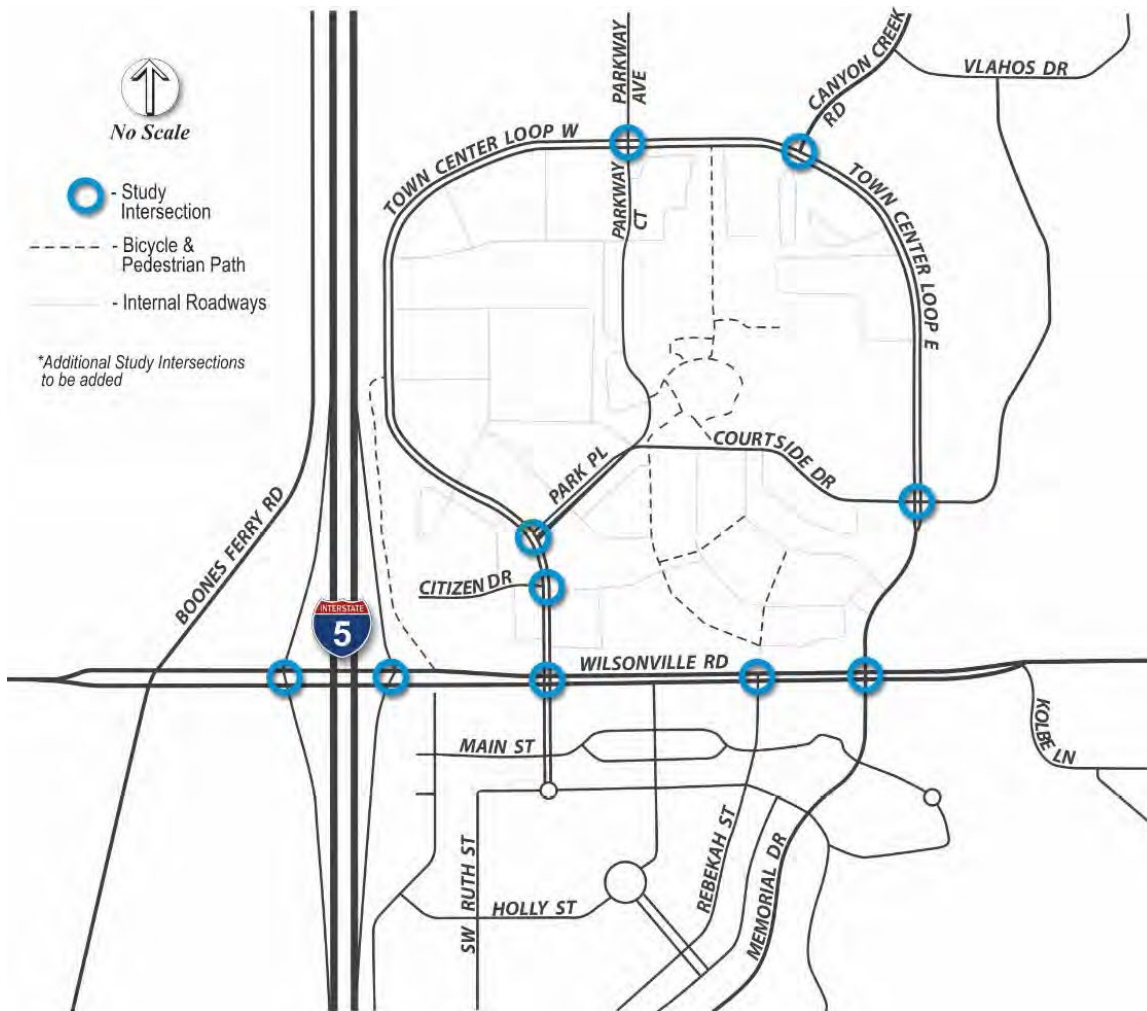 No Scale
- Study
Intersection
- Bicycle &
Pedestrian Path
- Internal Roadways
*Additional Study Intersections
to be added
PARKWAY
AVE
CANYON CREEK
RD
VLAHOS DR
TOWN CENTER LOOP W
PARKWAY
CT
TOWN CENTER LOOP E
COURTSIDE DR
PARK PL
BOONES FERRY RD
CITIZEN DR
INTERSTATE
5
WILSONVILLE RD
KOLBE
LN
MAIN ST
SW RUTH ST
HOLLY ST
REBEKAH ST
MEMORIAL DR